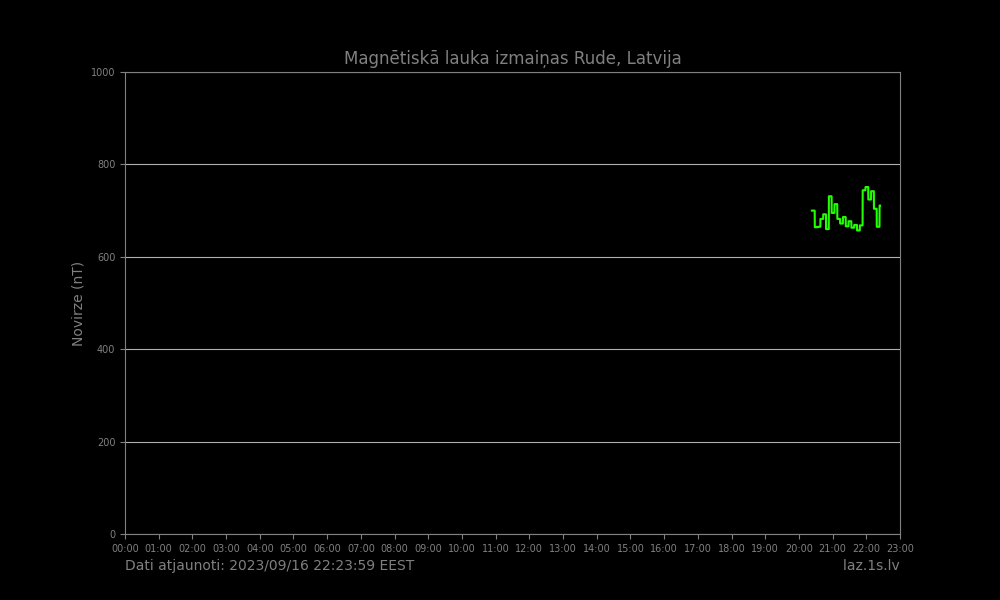 Magnētiskā lauka izmaiņas Rude, Latvija
1000
800
600
400
200
0
Novirze (nT)
00:00 01:00 02:00 03:00 04:00 05:00 06:00 07:00 08:00 09:00 10:00 11:00 12:00 13:00 14:00 15:00 16:00 17:00 18:00 19:00 20:00 21:00 22:00 23:00
Dati atjaunoti: 2023/09/16 22:23:59 EEST
laz.1s.lv